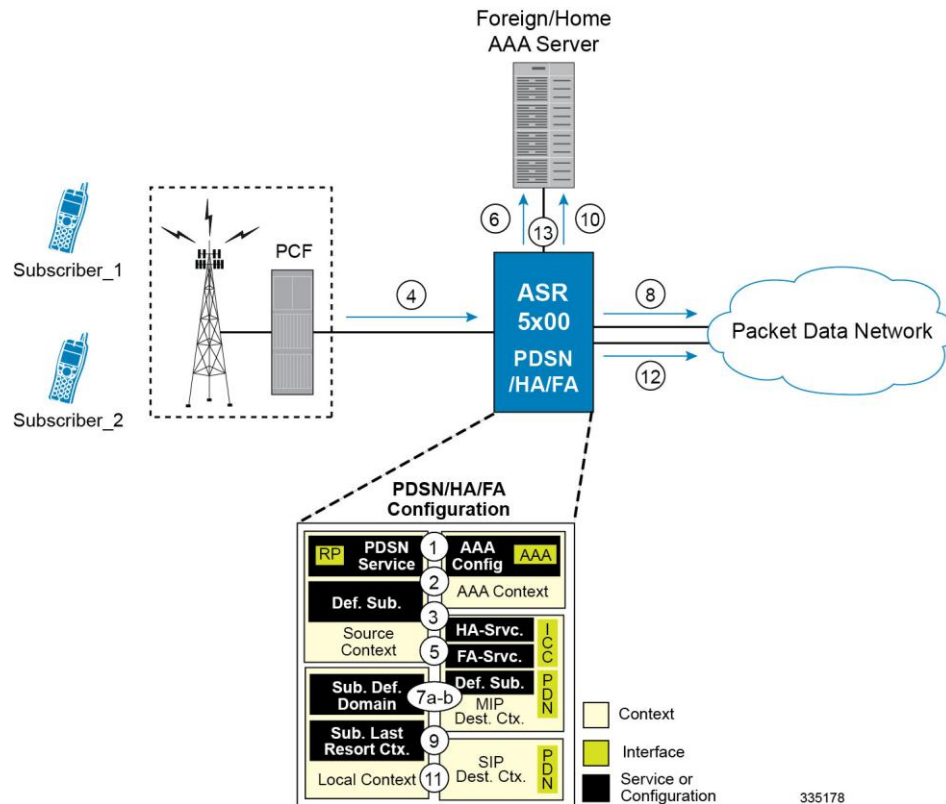 Foreign/Home
AAA Server
6
13
10
Subscriber_1
PCF
4
ASR
5x00
PDSN
/HA/FA
8
Packet Data Network
12
Subscriber_2
PDSN/HA/FA
Configuration
RP
PDSN
Service
1
AAA
Config
AAA
2
AAA Context
Def. Sub.
3
Source
Context
HA-Srvc.
ICC
5
FA-Srvc.
Sub. Def.
Domain
7a-b
Def. Sub.
PDN
MIP
Dest. Ctx.
Sub. Last
Resort Ctx.
9
Local Context
11
SIP
Dest. Ctx.
PDN
Context
Interface
Service or
Configuration
335178